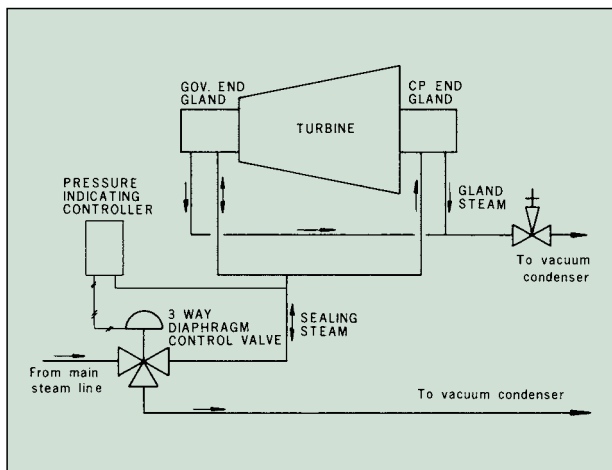 GOV. END
GLAND
CP END
GLAND
TURBINE
PRESSURE
INDICATING
CONTROLLER
GLAND
STEAM
To vacuum
condenser
3 WAY
DIAPHRAGM
CONTROL VALVE
SEALING
STEAM
From main
steam line
To vacuum condenser